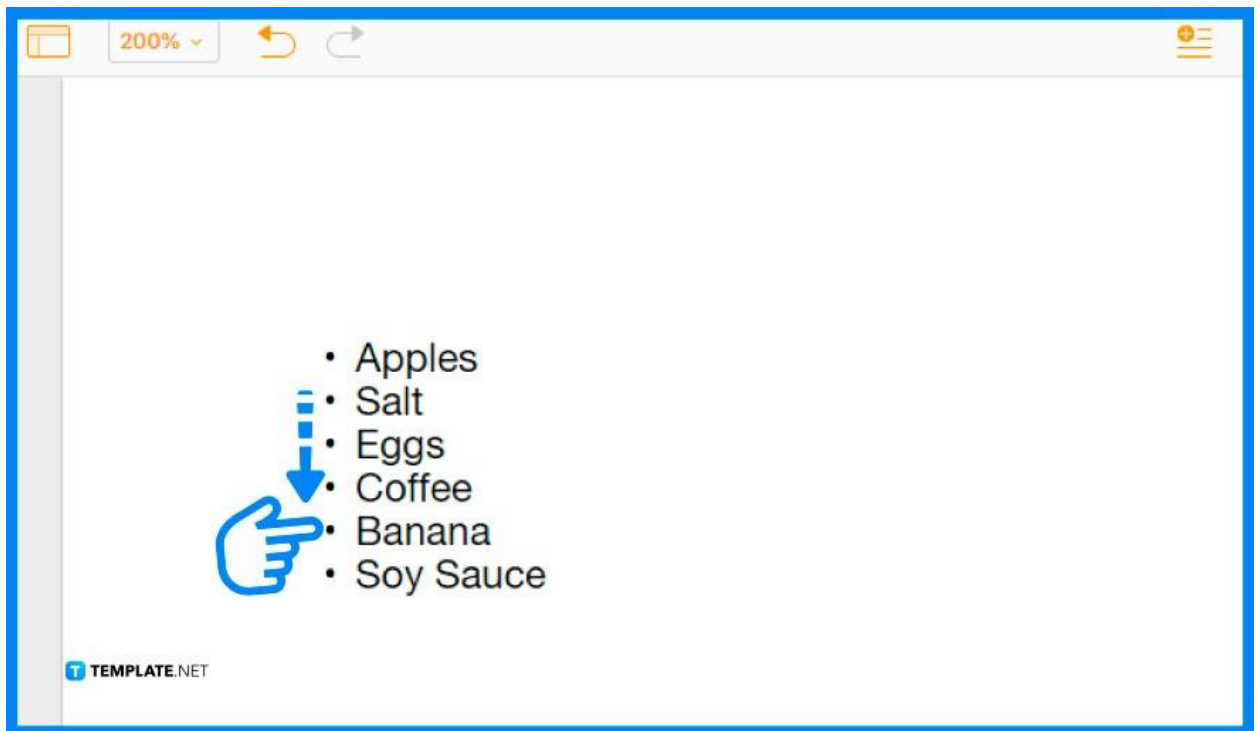 200%
• Apples
• Salt
• Eggs
• Coffee
• Banana
• Soy Sauce
T TEMPLATE.NET